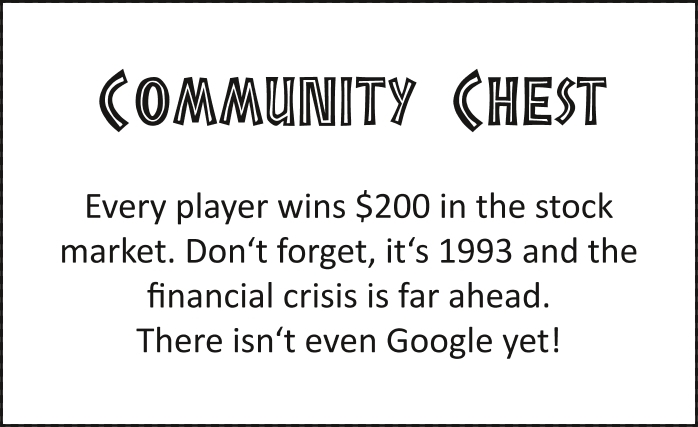 Community Chest
Every player wins $200 in the stock
market. Don‘t forget, it‘s 1993 and the
financial crisis is far ahead.
There isn‘t even Google yet!